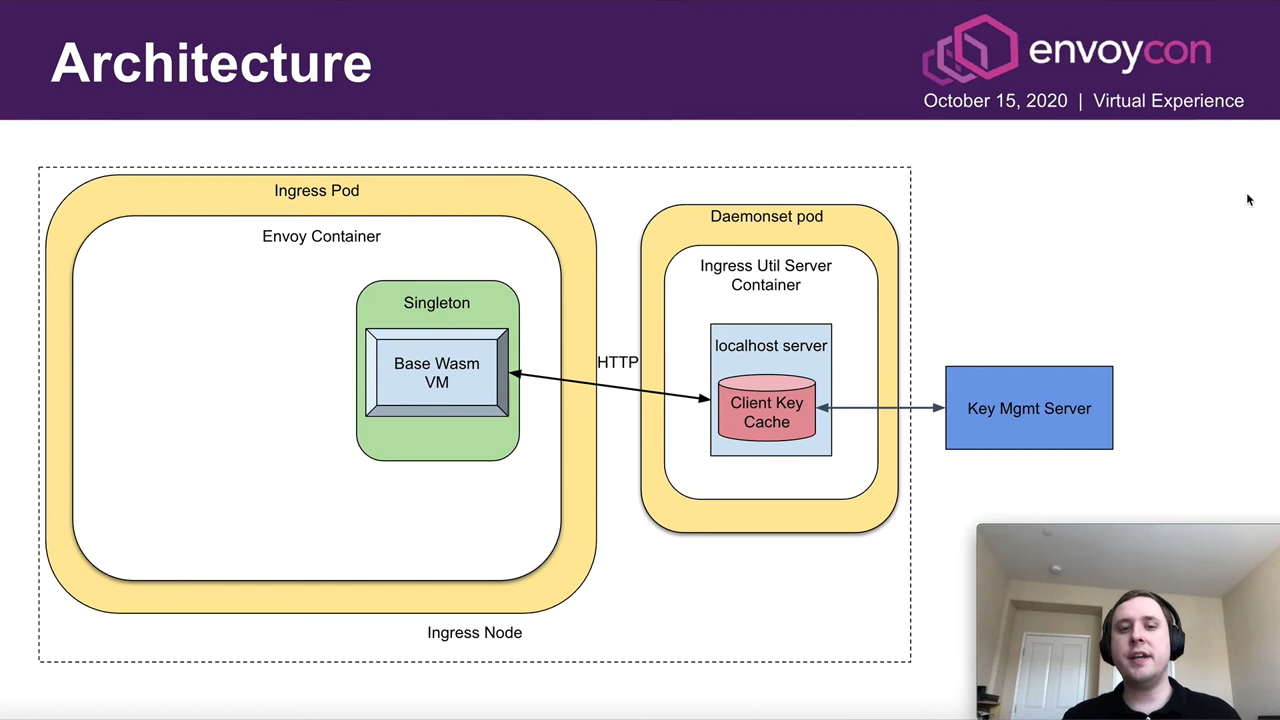 Architecture
envoycon
October 15, 2020 | Virtual Experience
Ingress Pod
Envoy Container
Singleton
Base Wasm
VM
HTTP
Daemonset pod
Ingress Util Server
Container
localhost server
Client Key
Cache
Key Mgmt Server
Ingress Node